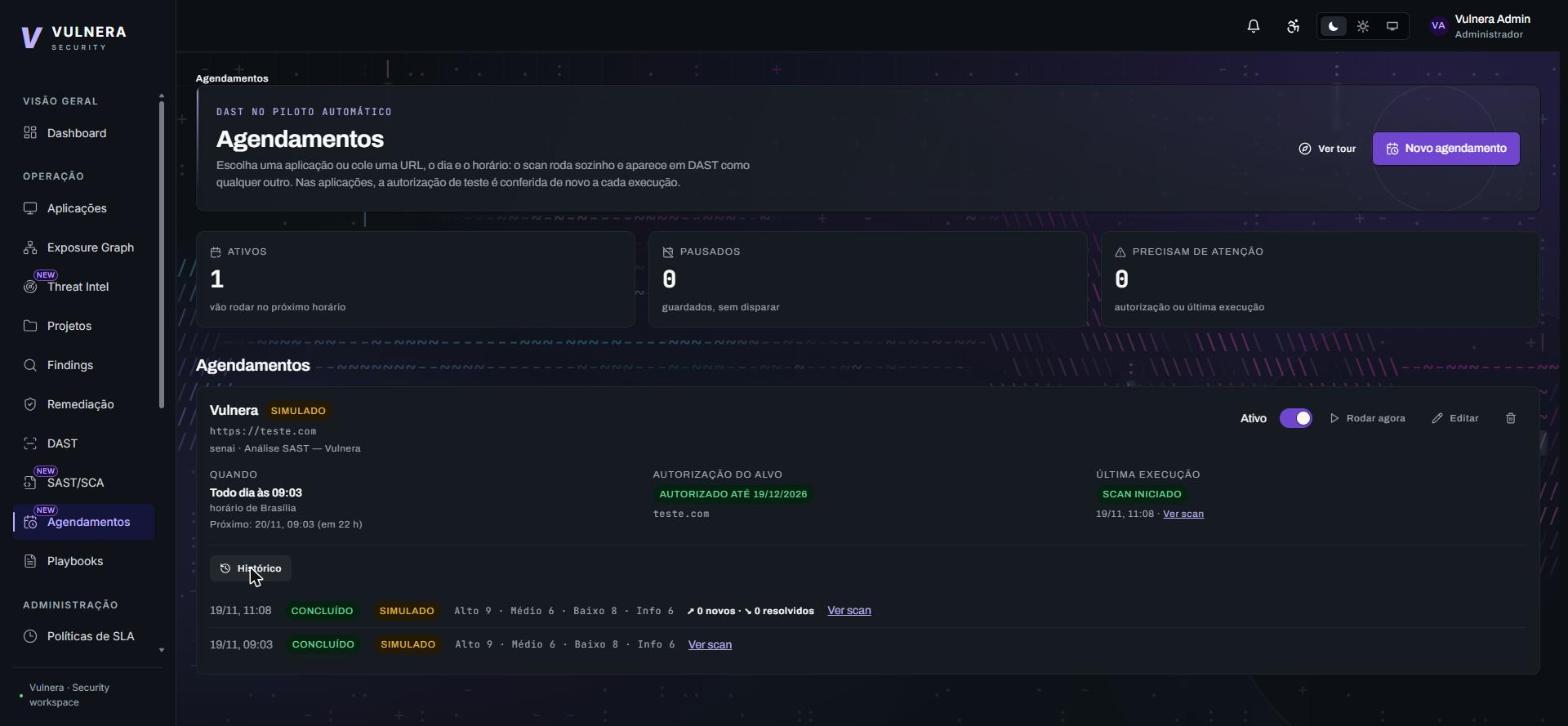 VULNERA
SECURITY
VISÃO GERAL
Dashboard
OPERAÇÃO
Aplicações
Exposure Graph
NEW
Threat Intel
Projetos
Findings
Remediação
DAST
NEW
SAST/SCA
NEW
Agendamentos
Playbooks
ADMINISTRAÇÃO
Políticas de SLA
Vulnera · Security
workspace
VA
Vulnera Admin
Administrador
Agendamentos
DAST NO PILOTO AUTOMÁTICO
Agendamentos
Escolha uma aplicação ou cole uma URL, o dia e o horário: o scan roda sozinho e aparece em DAST como
qualquer outro. Nas aplicações, a autorização de teste é conferida de novo a cada execução.
Ver tour
Novo agendamento
ATIVOS
1
vão rodar no próximo horário
PAUSADOS
0
guardados, sem disparar
PRECISAM DE ATENÇÃO
0
autorização ou última execução
Agendamentos
Vulnera SIMULADO
https://teste.com
senai · Análise SAST — Vulnera
Ativo
Rodar agora
Editar
QUANDO
Todo dia às 09:03
horário de Brasília
Próximo: 20/11, 09:03 (em 22 h)
AUTORIZAÇÃO DO ALVO
AUTORIZADO ATÉ 19/12/2026
teste.com
ÚLTIMA EXECUÇÃO
SCAN INICIADO
19/11, 11:08 · Ver scan
Histórico
19/11, 11:08 CONCLUÍDO SIMULADO Alto 9 · Médio 6 · Baixo 8 · Info 6 ↗ 0 novos · ↘ 0 resolvidos Ver scan
19/11, 09:03 CONCLUÍDO SIMULADO Alto 9 · Médio 6 · Baixo 8 · Info 6 Ver scan